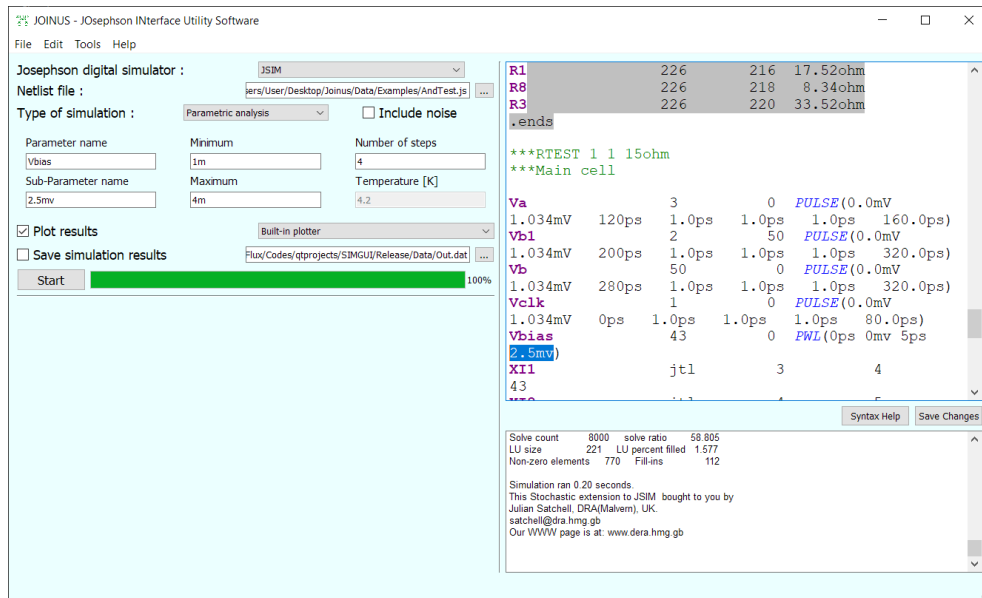 JOINUS - JOsephson INterface Utility Software
File Edit Tools Help
Josephson digital simulator : JSIM
Netlist file : sers/User/Desktop/Joinus/Data/Examples/AndTest.js ...
Type of simulation : Parametric analysis Include noise
Parameter name Minimum Number of steps
Vbias 1m 4
Sub-Parameter name Maximum Temperature [K]
2.5mv 4m 4.2
Plot results Built-in plotter
Save simulation results Flux/Codes/qtprojects/SIMGUI/Release/Data/Out.dat ...
Start 100%
R1 226 216 17.52ohm
R8 226 218 8.34ohm
R3 226 220 33.52ohm
.ends
***RTEST 1 1 15ohm
***Main cell
Va 3 0 PULSE(0.0mV
1.034mV 120ps 1.0ps 1.0ps 1.0ps 160.0ps)
Vb1 2 50 PULSE(0.0mV
1.034mV 200ps 1.0ps 1.0ps 1.0ps 320.0ps)
Vb 50 0 PULSE(0.0mV
1.034mV 280ps 1.0ps 1.0ps 1.0ps 320.0ps)
Vclk 1 0 PULSE(0.0mV
1.034mV 0ps 1.0ps 1.0ps 1.0ps 80.0ps)
Vbias 43 0 PWL(0ps 0mv 5ps
2.5mv)
XI1 jtl 3 4
43
Syntax Help Save Changes
Solve count 8000 solve ratio 58.805
LU size 221 LU percent filled 1.577
Non-zero elements 770 Fill-ins 112
Simulation ran 0.20 seconds.
This Stochastic extension to JSIM bought to you by
Julian Satchell, DRA(Malvern), UK.
satchell@dra.hmg.gb
Our WWW page is at: www.dera.hmg.gb